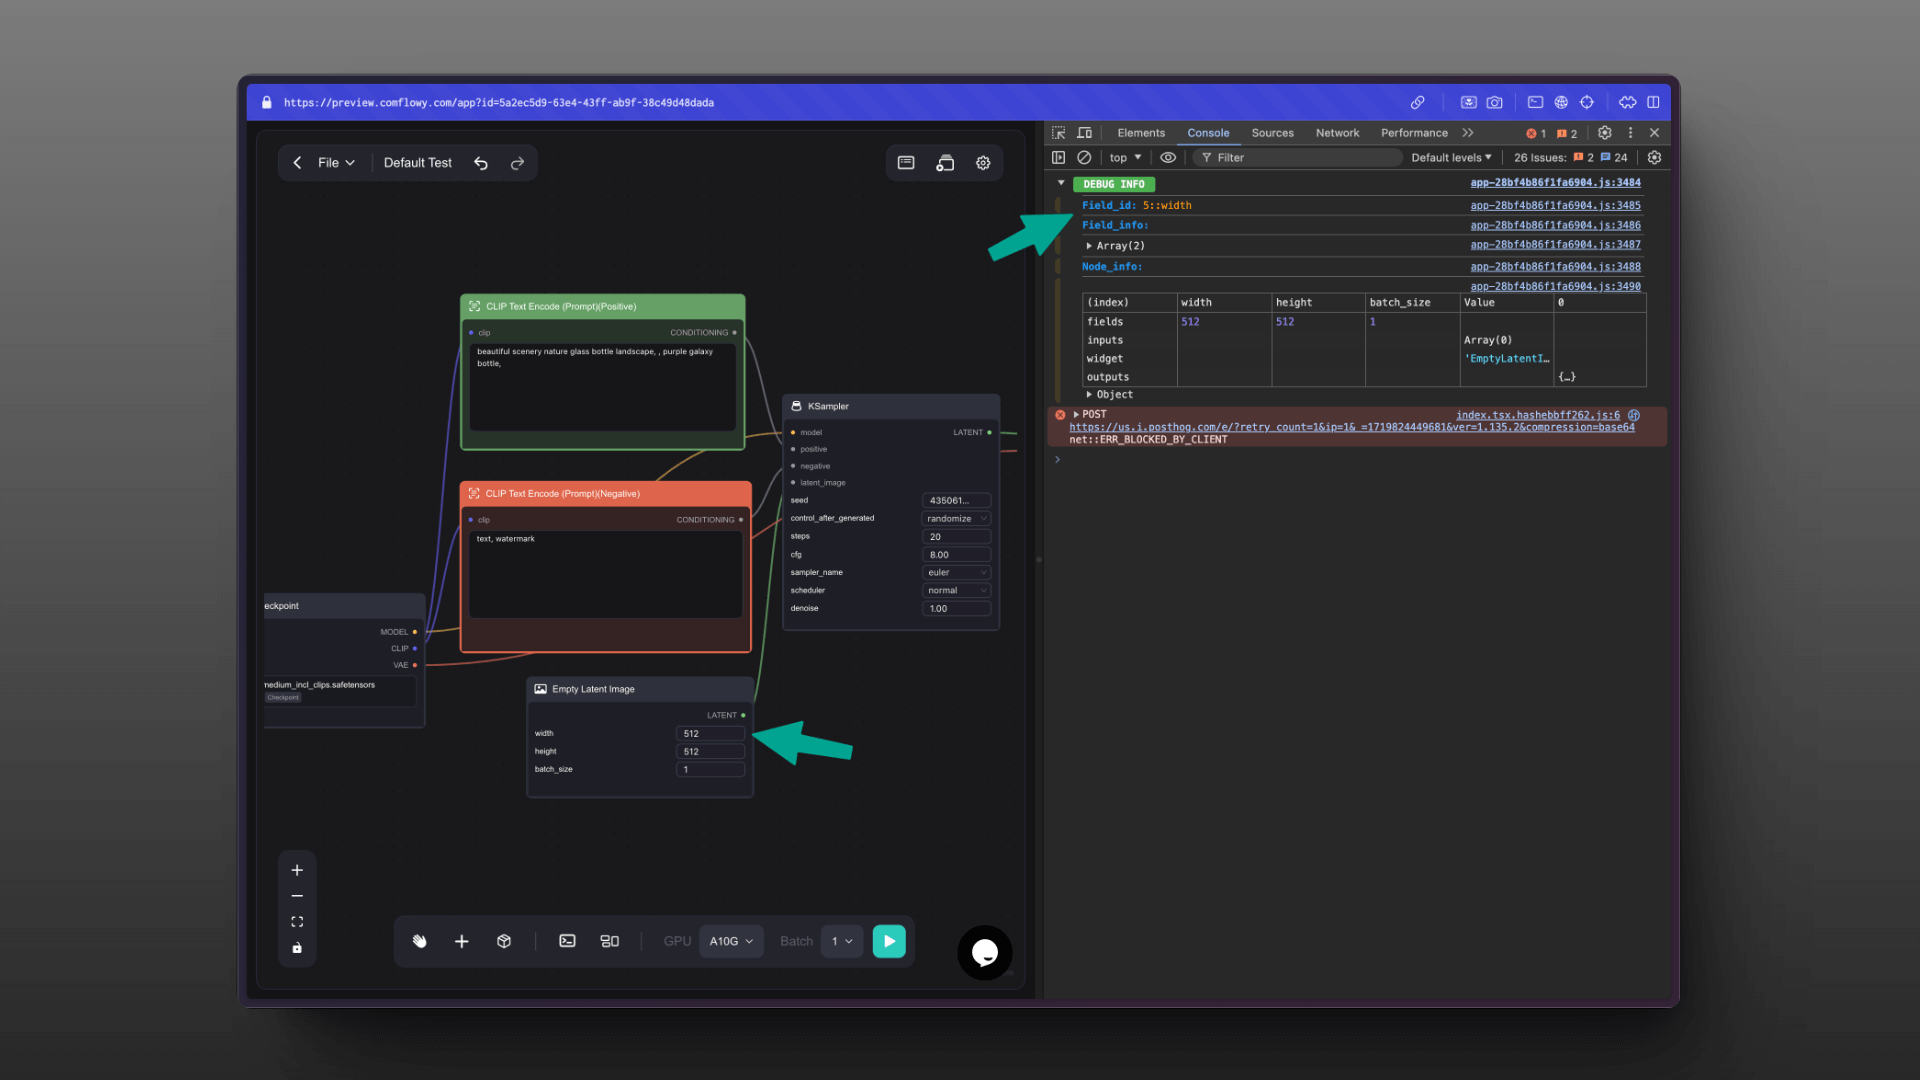 https://preview.comflowy.com/app?id=5a2ec5d9-63e4-43ff-ab9f-38c49d48dada
File
Default Test
CLIP Text Encode (Prompt)(Positive)
clip
CONDITIONING
beautiful scenery nature glass bottle landscape, , purple galaxy
bottle,
CLIP Text Encode (Prompt)(Negative)
clip
CONDITIONING
text, watermark
eckpoint
MODEL
CLIP
VAE
medium_incl_clips.safetensors
Checkpoint
Empty Latent Image
LATENT
width 512
height 512
batch_size 1
KSampler
model LATENT
positive
negative
latent_image
seed 435061...
control_after_generated randomize
steps 20
cfg 8.00
sampler_name euler
scheduler normal
denoise 1.00
GPU A10G Batch 1
Elements Console Sources Network Performance 1 2
top Filter Default levels 26 Issues: 2 24
DEBUG INFO app-28bf4b86f1fa6904.js:3484
Field_id: 5::width app-28bf4b86f1fa6904.js:3485
Field_info: app-28bf4b86f1fa6904.js:3486
Array(2) app-28bf4b86f1fa6904.js:3487
Node_info: app-28bf4b86f1fa6904.js:3488
app-28bf4b86f1fa6904.js:3490
(index) width height batch_size Value 0
fields 512 512 1
inputs Array(0)
widget 'EmptyLatentI…
outputs {…}
Object
POST index.tsx.hashebbff262.js:6
https://us.i.posthog.com/e/?retry_count=1&ip=1&_=1719824449681&ver=1.135.2&compression=base64
net::ERR_BLOCKED_BY_CLIENT